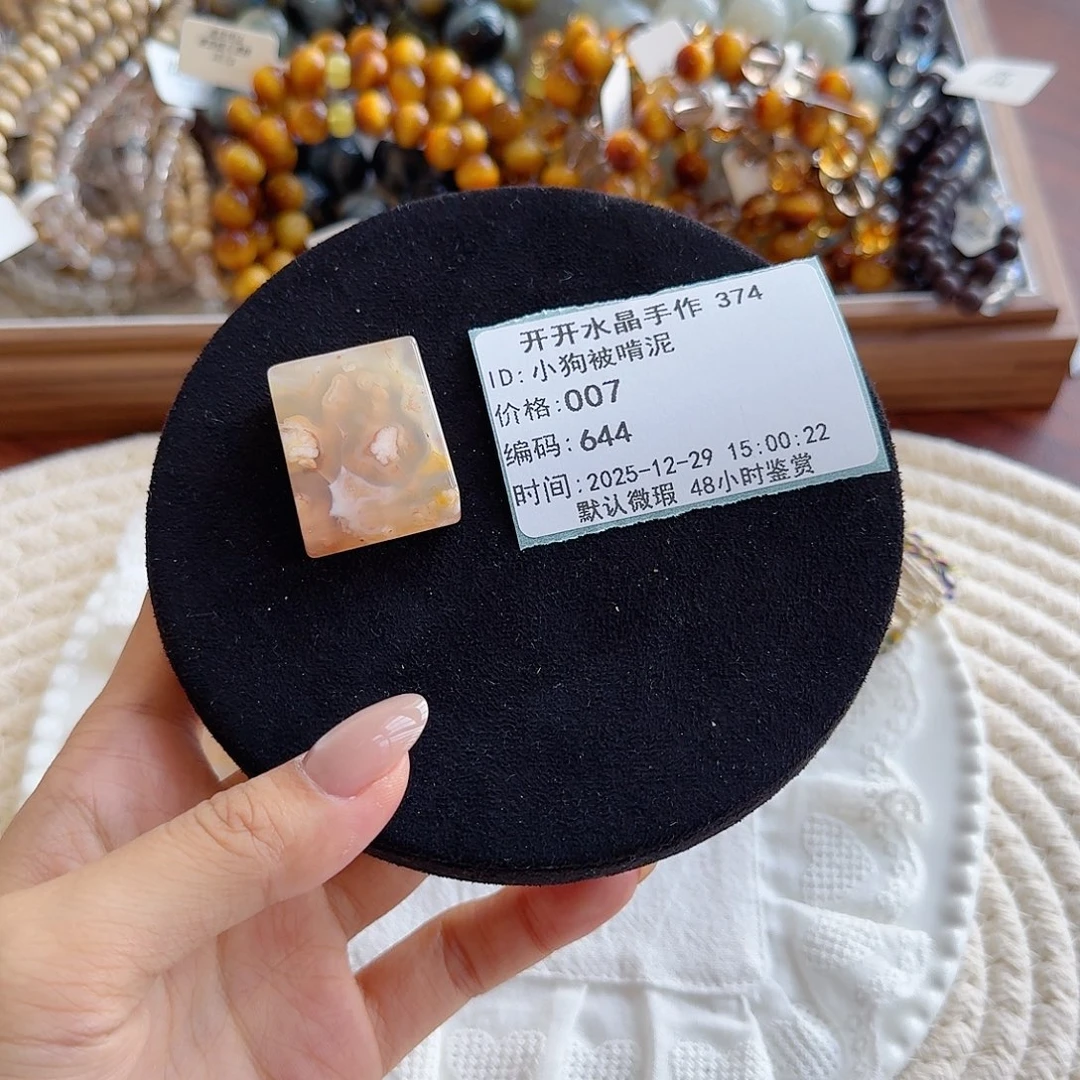 开开水晶手作 374
ID: 小狗被啃泥
价格:007
编码:644
时间:2025-12-29 15:00:22
默认微瑕 48小时鉴赏